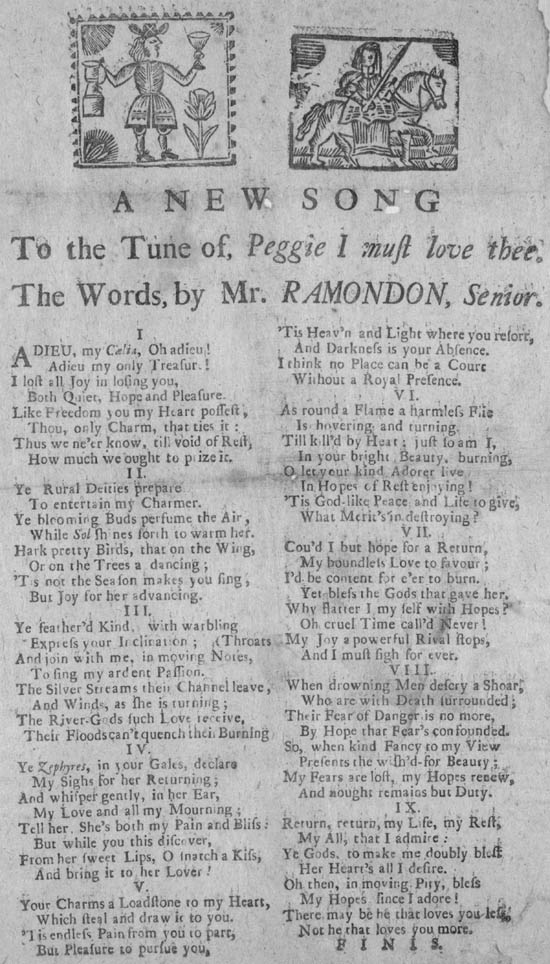 A NEW SONG
To the Tune of, Peggie I muſt love thee.
The Words, by Mr. RAMONDON, Senior.
I
ADIEU, my Cælia, Oh adieu!
Adieu my only Treaſur.!
I loſt all Joy in loſing you,
Both Quiet, Hope and Pleaſure.
Like Freedom you my Heart poſſeſt,
Thou, only Charm, that ties it:
Thus we ne'er know, till void of Reſt,
How much we ought to prize it.
II.
Ye Rural Deities prepare
To entertain my Charmer.
Ye blooming Buds perfume the Air,
While Sol ſhines forth to warm her.
Hark pretty Birds, that on the Wing,
Or on the Trees a dancing;
'Tis not the Seaſon makes you ſing,
But Joy for her advancing.
III.
Ye feather'd Kind, with warbling
Expreſs your Inclination; (Throats
And join with me, in moving Notes,
To ſing my ardent Paſſion.
The Silver Streams their Channel leave,
And Winds, as ſhe is turning;
The River-Gods ſuch Love receive,
Their Floods can't quench their Burning
IV.
Ye Zephyres, in your Gales, declare
My Sighs for her Returning;
And whiſper gently, in her Ear,
My Love and all my Mourning;
Tell her, She's both my Pain and Bliſs:
But while you this diſcover,
From her ſweet Lips, O ſnatch a Kiſs,
And bring it to her Lover!
V.
Your Charms a Loadſtone to my Heart,
Which ſteal and draw it to you.
'Tis endleſs Pain from you to part,
But Pleaſure to purſue you,
'Tis Heav'n and Light where you reſort,
And Darkneſs is your Abſence.
I think no Place can be a Court
Without a Royal Preſence.
VI.
As round a Flame a harmleſs Flie
Is hovering and turning.
Till kill'd by Heat; juſt ſo am I,
In your bright Beauty, burning,
O let your kind Adorer live
In Hopes of Reſt enjoying!
'Tis God-like Peace and Life to give,
What Merit's in deſtroying?
VII.
Cou'd I but hope for a Return,
My boundleſs Love to favour;
I'd be content for e'er to burn.
Yet bleſs the Gods that gave her.
Why flatter I my ſelf with Hopes?
Oh cruel Time call'd Never!
My Joy a powerful Rival ſtops,
And I muſt ſigh for ever.
VIII.
When drowning Men deſcry a Shoar,
Who are with Death ſurrounded;
Their Fear of Danger is no more,
By Hope that Fear's confounded.
So, when kind Fancy to my View
Preſents the wiſh'd-for Beauty;
My Fears are loſt, my Hopes renew,
And nought remains but Duty.
IX.
Return, return, my Life, my Reſt,
My All, that I admire:
Ye Gods, to make me doubly bleſt
Her Heart's all I deſire.
Oh then, in moving Pity, bleſs
My Hopes ſince I adore!
There may be he that loves you leſs,
Not he that loves you more.
FINIS.